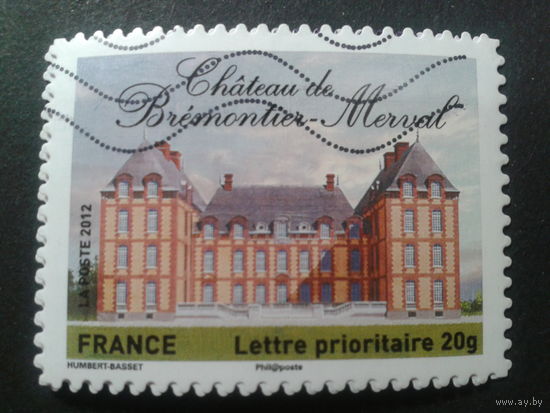 Château de
Brémontier-Merval
LA POSTE 2012
FRANCE
Lettre prioritaire 20g
HUMBERT-BASSET
Phil@poste
www.ay.by